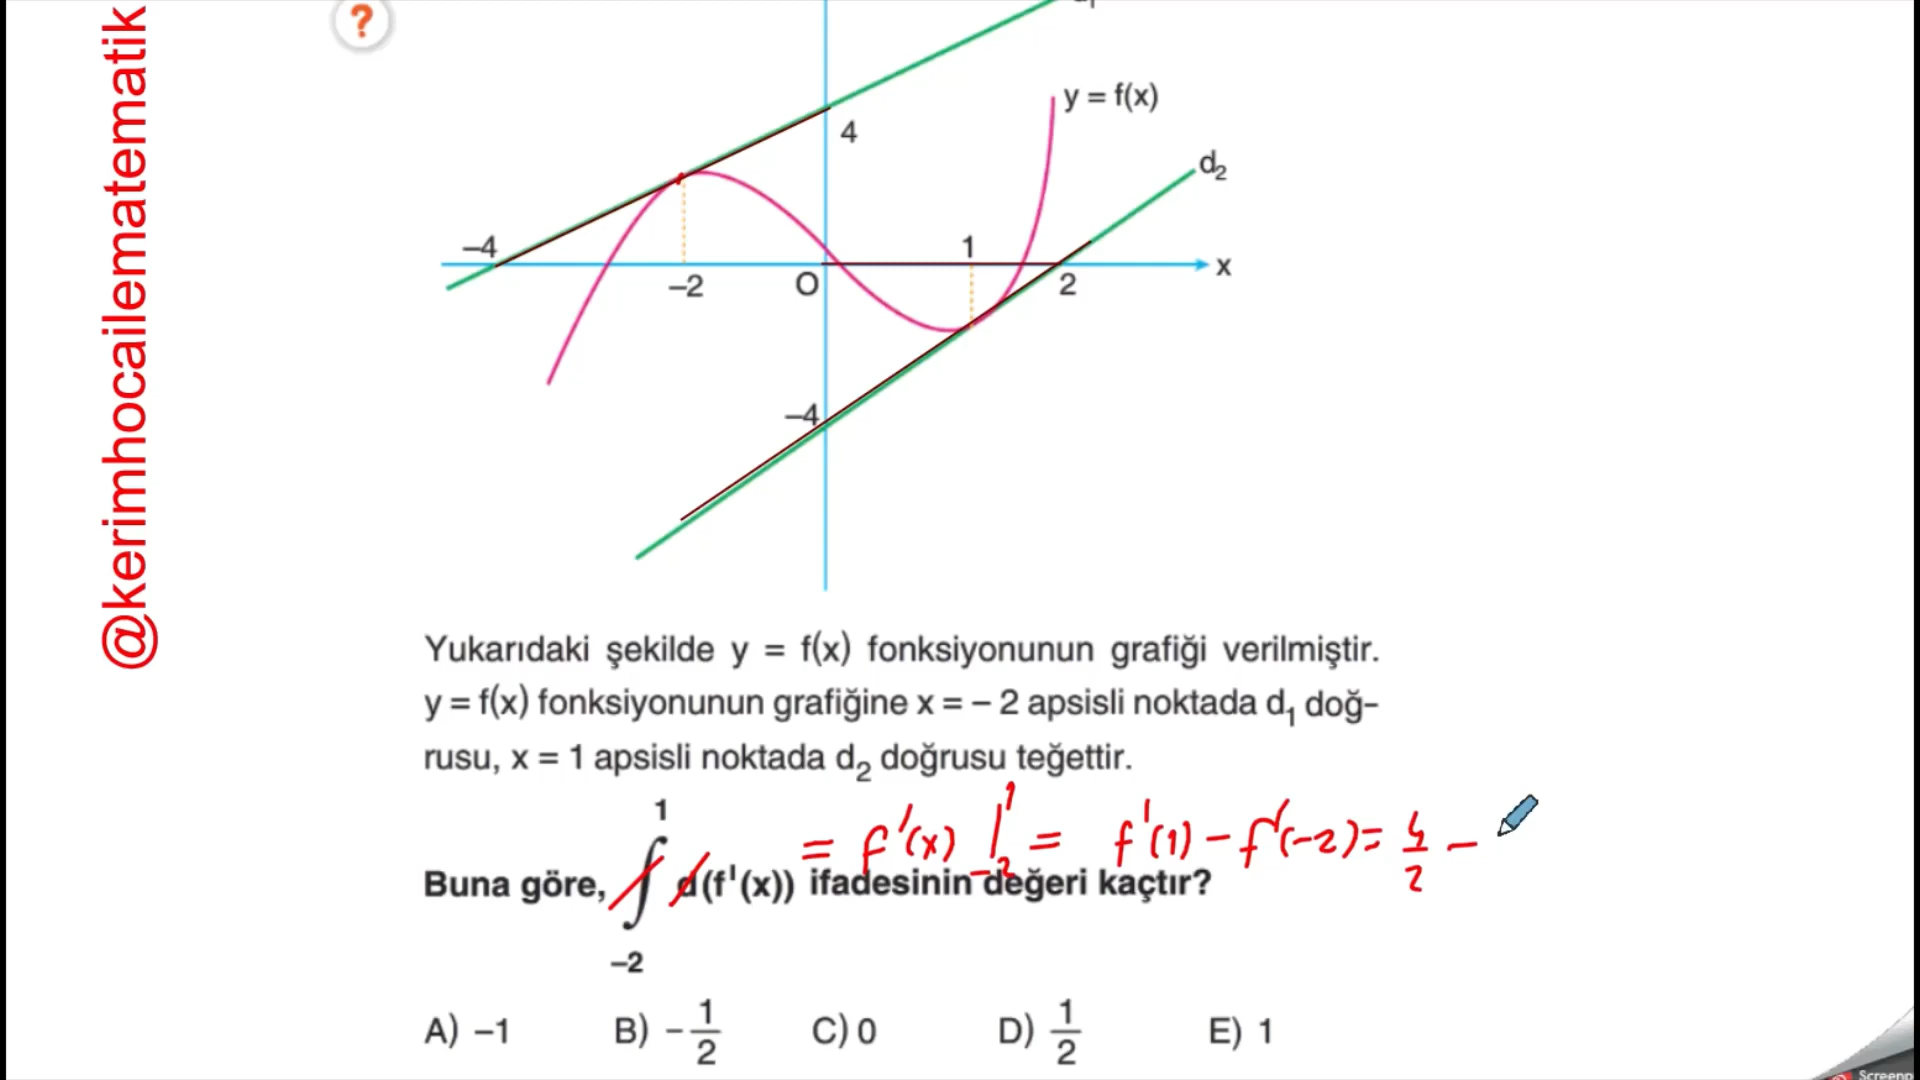 @kerimhocailematematik
?
y = f(x)
4
d2
–4
1
–2
O
2
x
–4
Yukarıdaki şekilde y = f(x) fonksiyonunun grafiği verilmiştir.
y = f(x) fonksiyonunun grafiğine x = – 2 apsisli noktada d1 doğ-
rusu, x = 1 apsisli noktada d2 doğrusu teğettir.
= f'(x) |₋₂¹ = f'(1) – f'(-2) = 4/2 –
Buna göre, ∫₋₂¹ d(f'(x)) ifadesinin değeri kaçtır?
A) –1 B) –1/2 C) 0 D) 1/2 E) 1